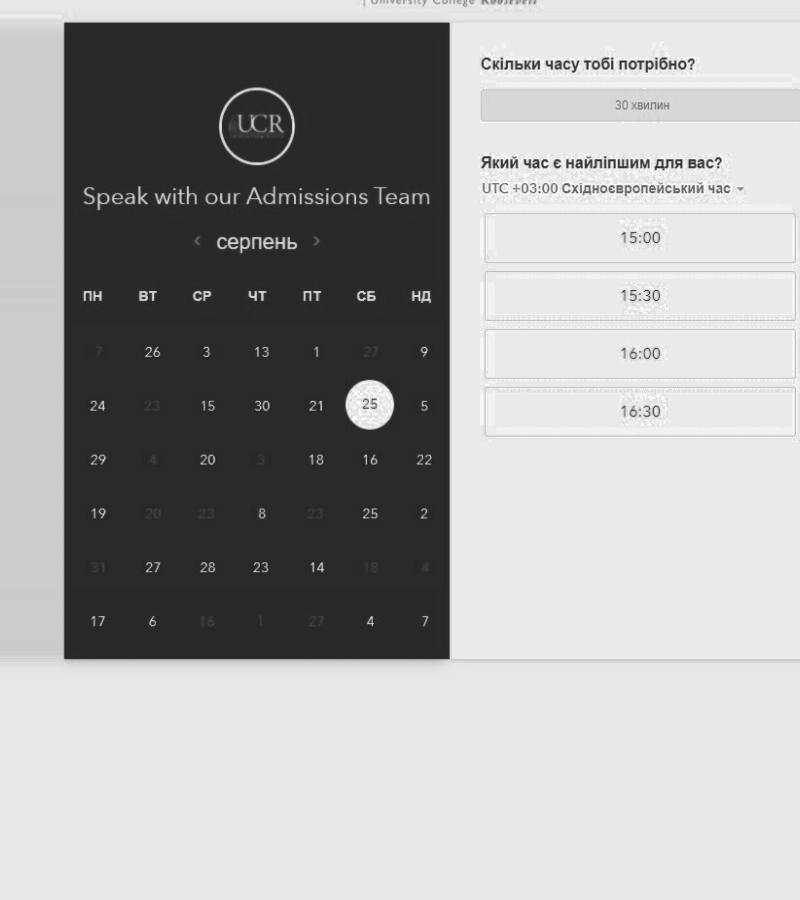 University College Roosevelt
UCR
Speak with our Admissions Team
< серпень >
ПН ВТ СР ЧТ ПТ СБ НД
7 26 3 13 1 27 9
24 23 15 30 21 25 5
29 4 20 3 18 16 22
19 20 23 8 23 25 2
31 27 28 23 14 18 4
17 6 16 1 27 4 7
Скільки часу тобі потрібно?
30 хвилин
Який час є найліпшим для вас?
UTC +03:00 Східноєвропейський час
15:00
15:30
16:00
16:30